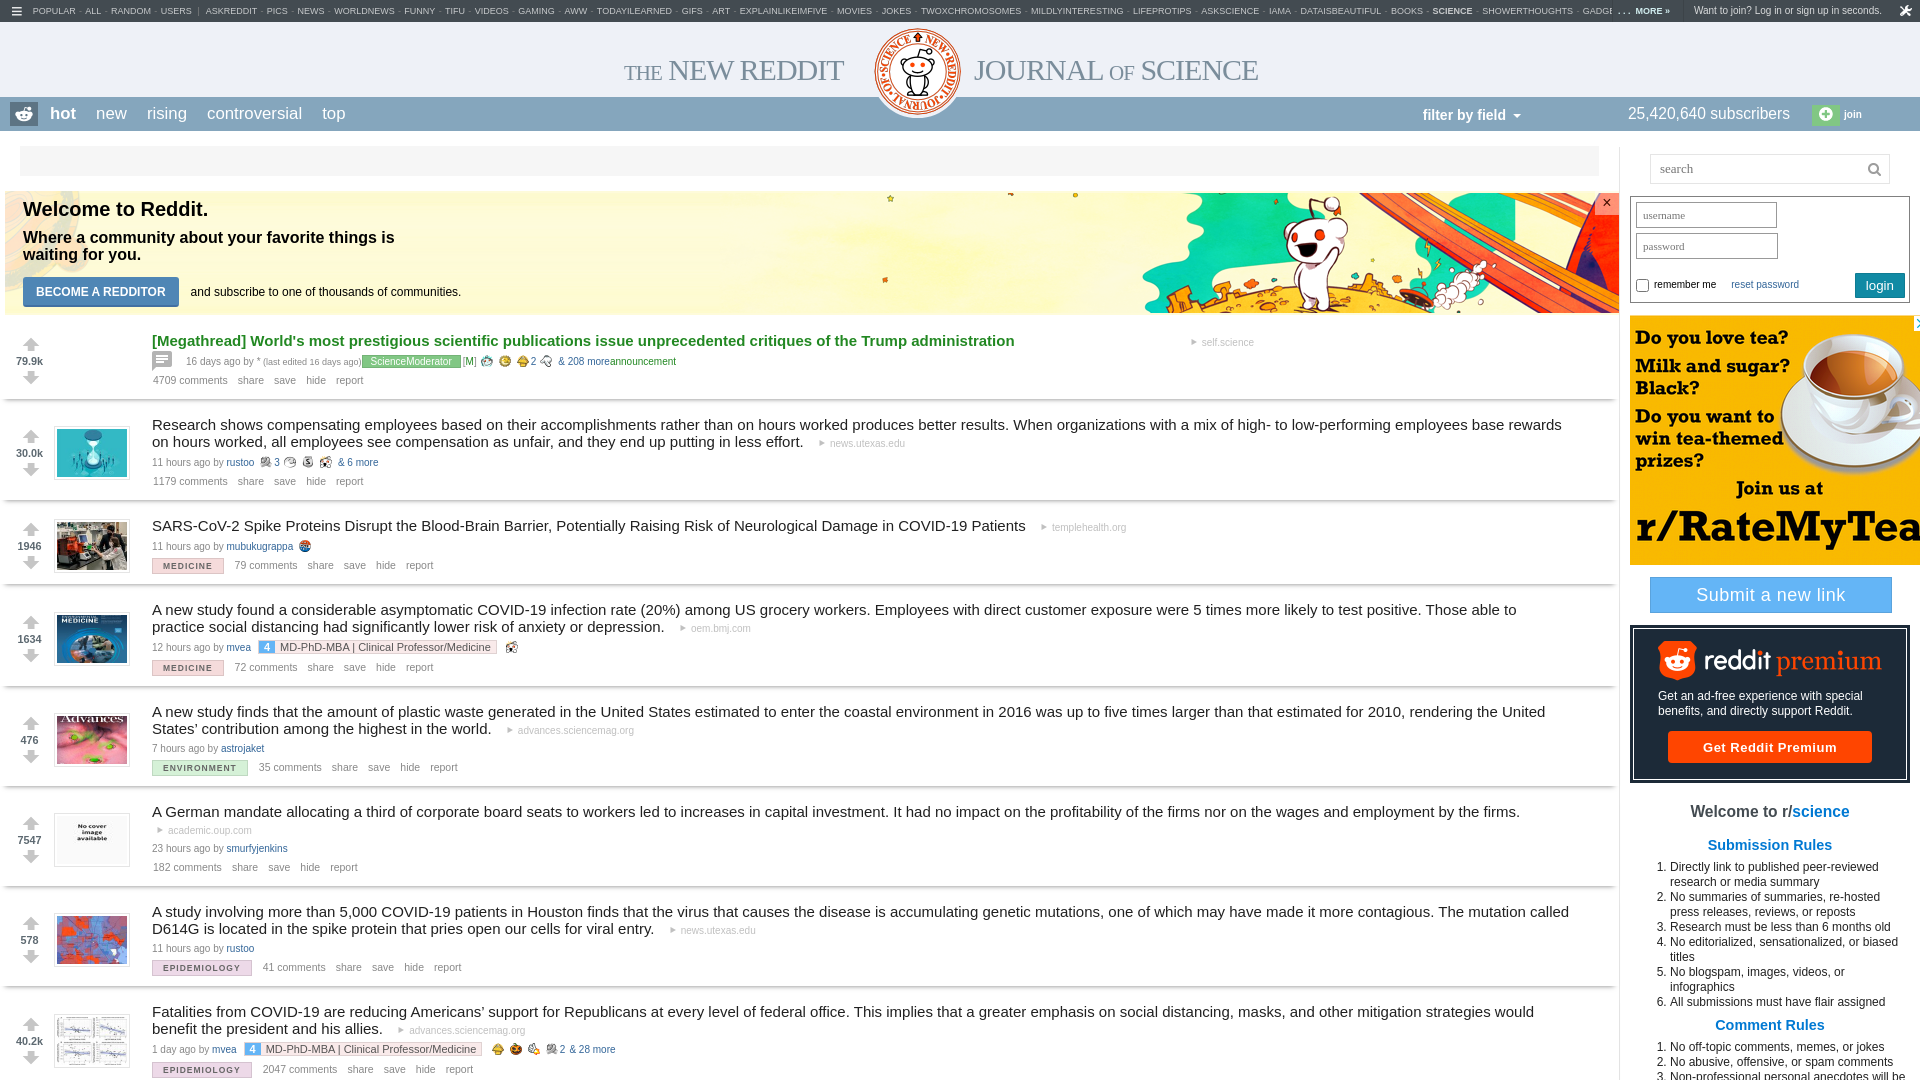 POPULAR - ALL - RANDOM - USERS | ASKREDDIT - PICS - NEWS - WORLDNEWS - FUNNY - TIFU - VIDEOS - GAMING - AWW - TODAYILEARNED - GIFS - ART - EXPLAINLIKEIMFIVE - MOVIES - JOKES - TWOXCHROMOSOMES - MILDLYINTERESTING - LIFEPROTIPS - ASKSCIENCE - IAMA - DATAISBEAUTIFUL - BOOKS - SCIENCE - SHOWERTHOUGHTS - GADGE ... MORE »
Want to join? Log in or sign up in seconds.
THE NEW REDDIT JOURNAL OF SCIENCE
SCIENCE NEW REDDIT JOURNAL OF
hot new rising controversial top
filter by field
25,420,640 subscribers
join
Welcome to Reddit.
Where a community about your favorite things is
waiting for you.
BECOME A REDDITOR and subscribe to one of thousands of communities.
×
79.9k
[Megathread] World's most prestigious scientific publications issue unprecedented critiques of the Trump administration
self.science
16 days ago by * (last edited 16 days ago) ScienceModerator [M] 2 & 208 more announcement
4709 comments share save hide report
30.0k
Research shows compensating employees based on their accomplishments rather than on hours worked produces better results. When organizations with a mix of high- to low-performing employees base rewards
on hours worked, all employees see compensation as unfair, and they end up putting in less effort. news.utexas.edu
11 hours ago by rustoo 3 & 6 more
1179 comments share save hide report
1946
SARS-CoV-2 Spike Proteins Disrupt the Blood-Brain Barrier, Potentially Raising Risk of Neurological Damage in COVID-19 Patients templehealth.org
11 hours ago by mubukugrappa
MEDICINE 79 comments share save hide report
1634
MEDICINE
A new study found a considerable asymptomatic COVID-19 infection rate (20%) among US grocery workers. Employees with direct customer exposure were 5 times more likely to test positive. Those able to
practice social distancing had significantly lower risk of anxiety or depression. oem.bmj.com
12 hours ago by mvea 4 MD-PhD-MBA | Clinical Professor/Medicine
MEDICINE 72 comments share save hide report
476
Advances
A new study finds that the amount of plastic waste generated in the United States estimated to enter the coastal environment in 2016 was up to five times larger than that estimated for 2010, rendering the United
States’ contribution among the highest in the world. advances.sciencemag.org
7 hours ago by astrojaket
ENVIRONMENT 35 comments share save hide report
7547
No cover
image
available
A German mandate allocating a third of corporate board seats to workers led to increases in capital investment. It had no impact on the profitability of the firms nor on the wages and employment by the firms.
academic.oup.com
23 hours ago by smurfyjenkins
182 comments share save hide report
578
A study involving more than 5,000 COVID-19 patients in Houston finds that the virus that causes the disease is accumulating genetic mutations, one of which may have made it more contagious. The mutation called
D614G is located in the spike protein that pries open our cells for viral entry. news.utexas.edu
11 hours ago by rustoo
EPIDEMIOLOGY 41 comments share save hide report
40.2k
Fatalities from COVID-19 are reducing Americans’ support for Republicans at every level of federal office. This implies that a greater emphasis on social distancing, masks, and other mitigation strategies would
benefit the president and his allies. advances.sciencemag.org
1 day ago by mvea 4 MD-PhD-MBA | Clinical Professor/Medicine 2 & 28 more
EPIDEMIOLOGY 2047 comments share save hide report
search
username
password
remember me reset password login
Do you love tea?
Milk and sugar?
Black?
Do you want to
win tea-themed
prizes?
Join us at
r/RateMyTea
Submit a new link
reddit premium
Get an ad-free experience with special
benefits, and directly support Reddit.
Get Reddit Premium
Welcome to r/science
Submission Rules
1. Directly link to published peer-reviewed
research or media summary
2. No summaries of summaries, re-hosted
press releases, reviews, or reposts
3. Research must be less than 6 months old
4. No editorialized, sensationalized, or biased
titles
5. No blogspam, images, videos, or
infographics
6. All submissions must have flair assigned
Comment Rules
1. No off-topic comments, memes, or jokes
2. No abusive, offensive, or spam comments
3. Non-professional personal anecdotes will be